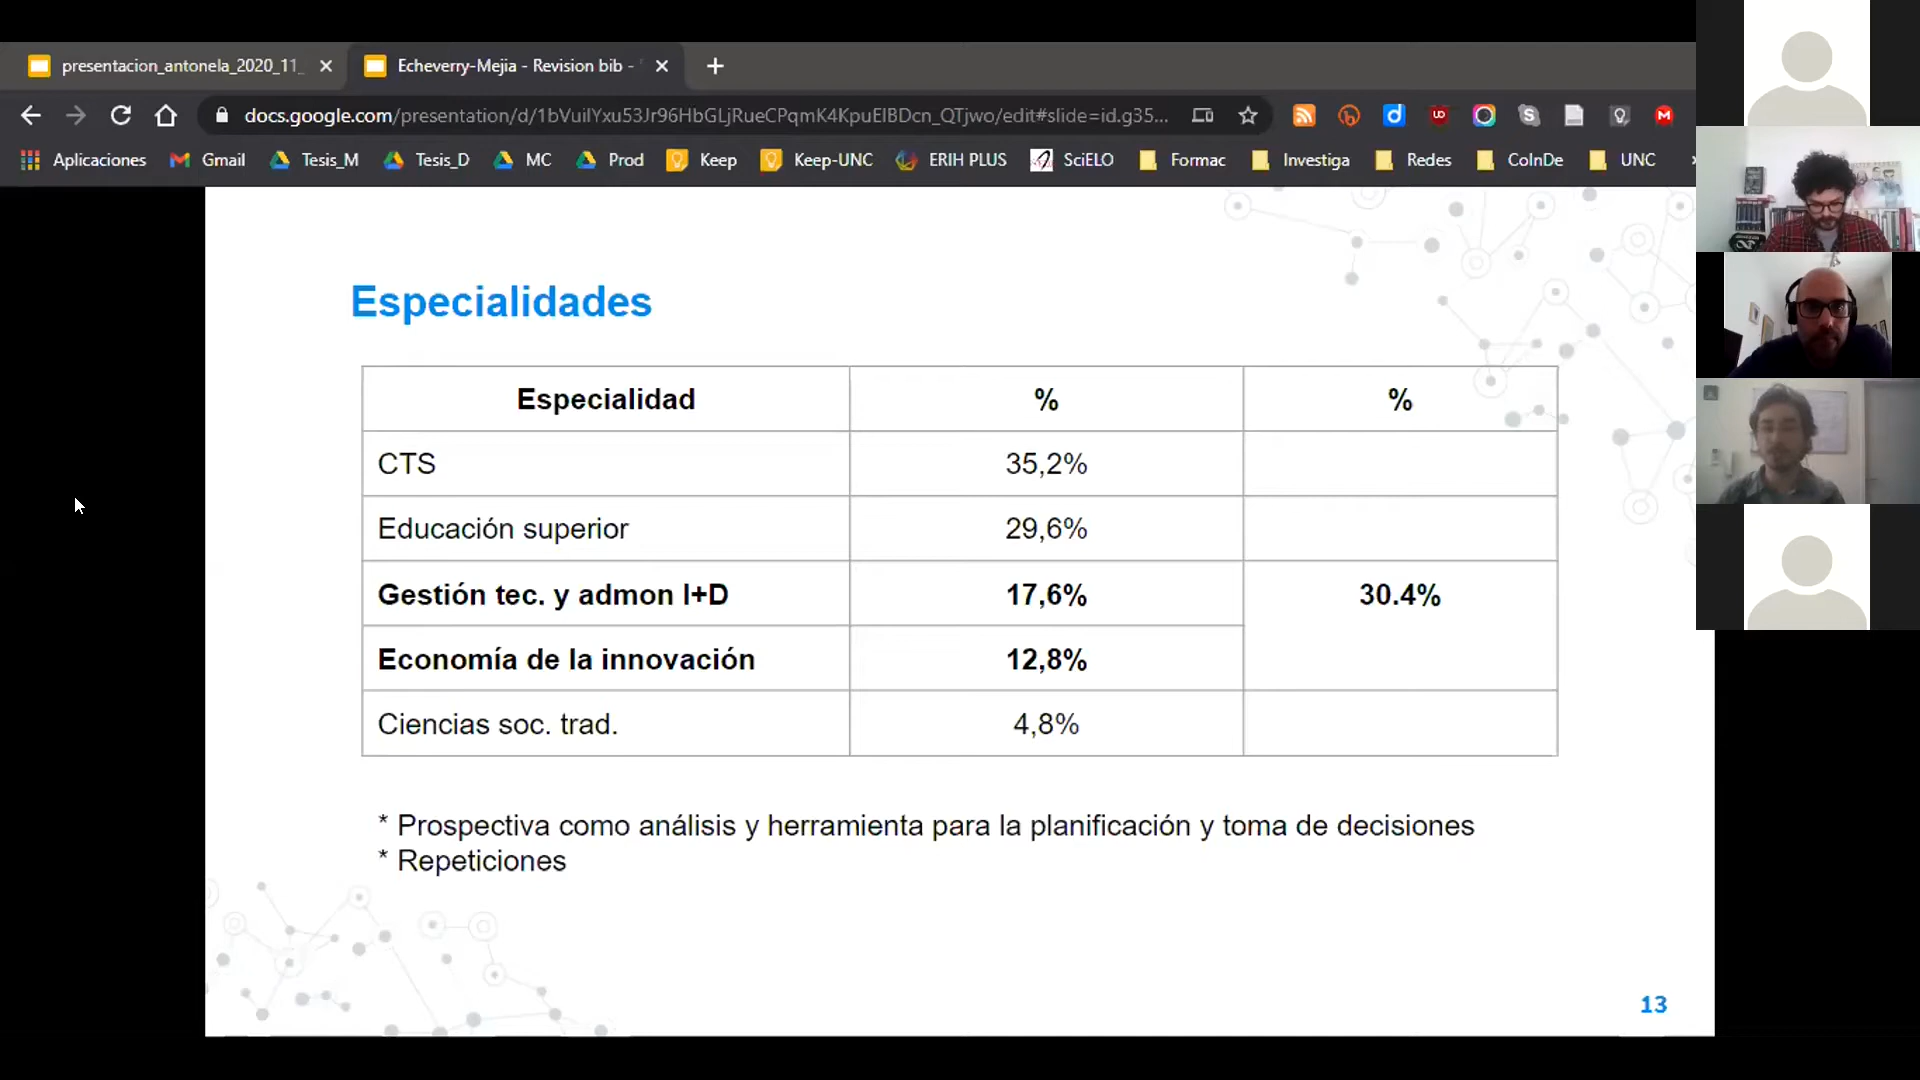 presentacion_antonela_2020_11_
Echeverry-Mejia - Revision bib -
docs.google.com/presentation/d/1bVuilYxu53Jr96HbGLjRueCPqmK4KpuElBDcn_QTjwo/edit#slide=id.g35...
Aplicaciones Gmail Tesis_M Tesis_D MC Prod Keep Keep-UNC ERIH PLUS SciELO Formac Investiga Redes CoInDe UNC
Especialidades
Especialidad % %
CTS 35,2%
Educación superior 29,6%
Gestión tec. y admon I+D 17,6% 30.4%
Economía de la innovación 12,8%
Ciencias soc. trad. 4,8%
* Prospectiva como análisis y herramienta para la planificación y toma de decisiones
* Repeticiones
13